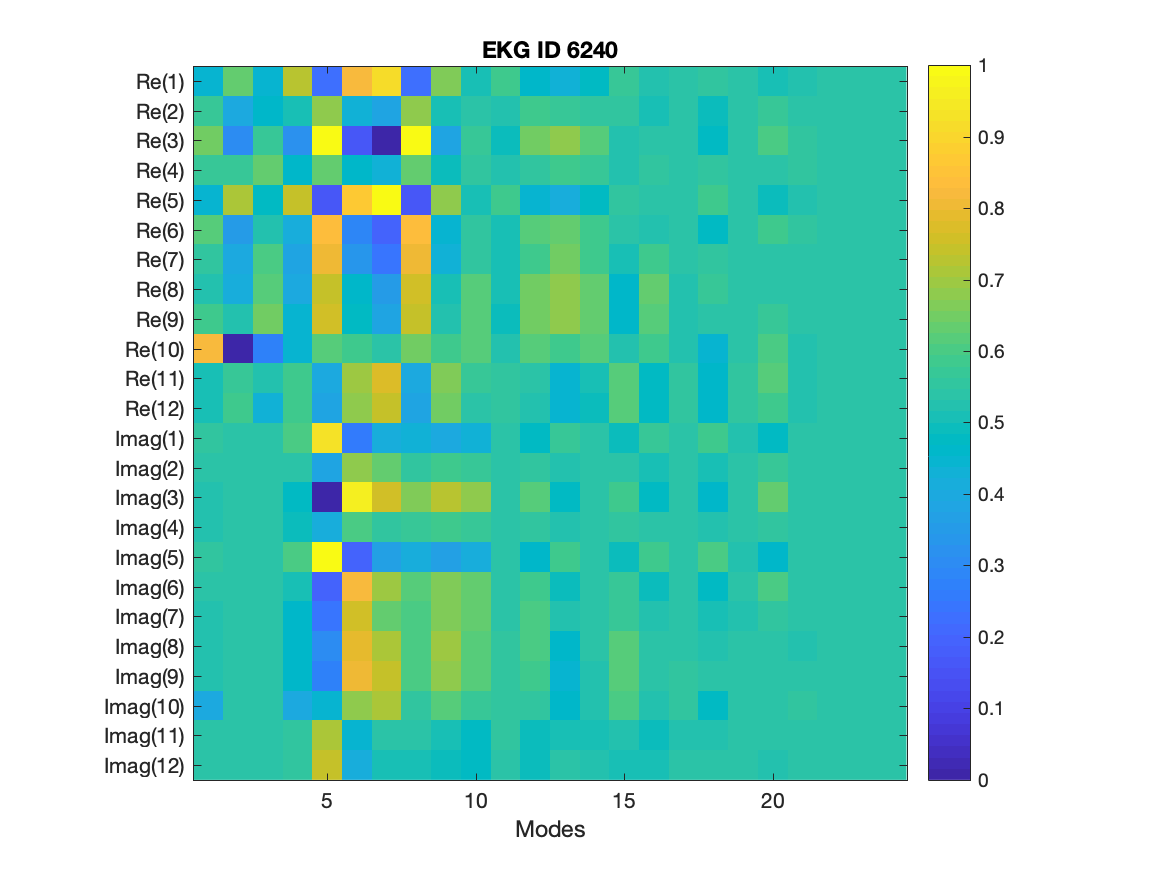 EKG ID 6240
Re(1)
Re(2)
Re(3)
Re(4)
Re(5)
Re(6)
Re(7)
Re(8)
Re(9)
Re(10)
Re(11)
Re(12)
Imag(1)
Imag(2)
Imag(3)
Imag(4)
Imag(5)
Imag(6)
Imag(7)
Imag(8)
Imag(9)
Imag(10)
Imag(11)
Imag(12)
5 10 15 20
Modes
1
0.9
0.8
0.7
0.6
0.5
0.4
0.3
0.2
0.1
0